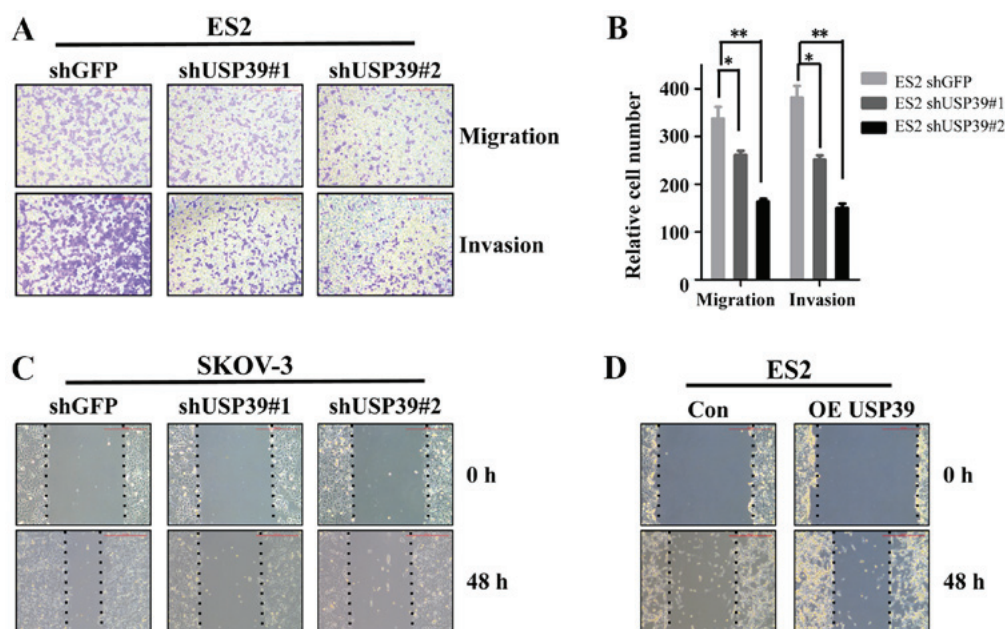 A
ES2
shGFP shUSP39#1 shUSP39#2
Migration
Invasion
B
** **
* *
400
300
200
100
0
Relative cell number
Migration Invasion
ES2 shGFP
ES2 shUSP39#1
ES2 shUSP39#2
C
SKOV-3
shGFP shUSP39#1 shUSP39#2
0 h
48 h
D
ES2
Con OE USP39
0 h
48 h